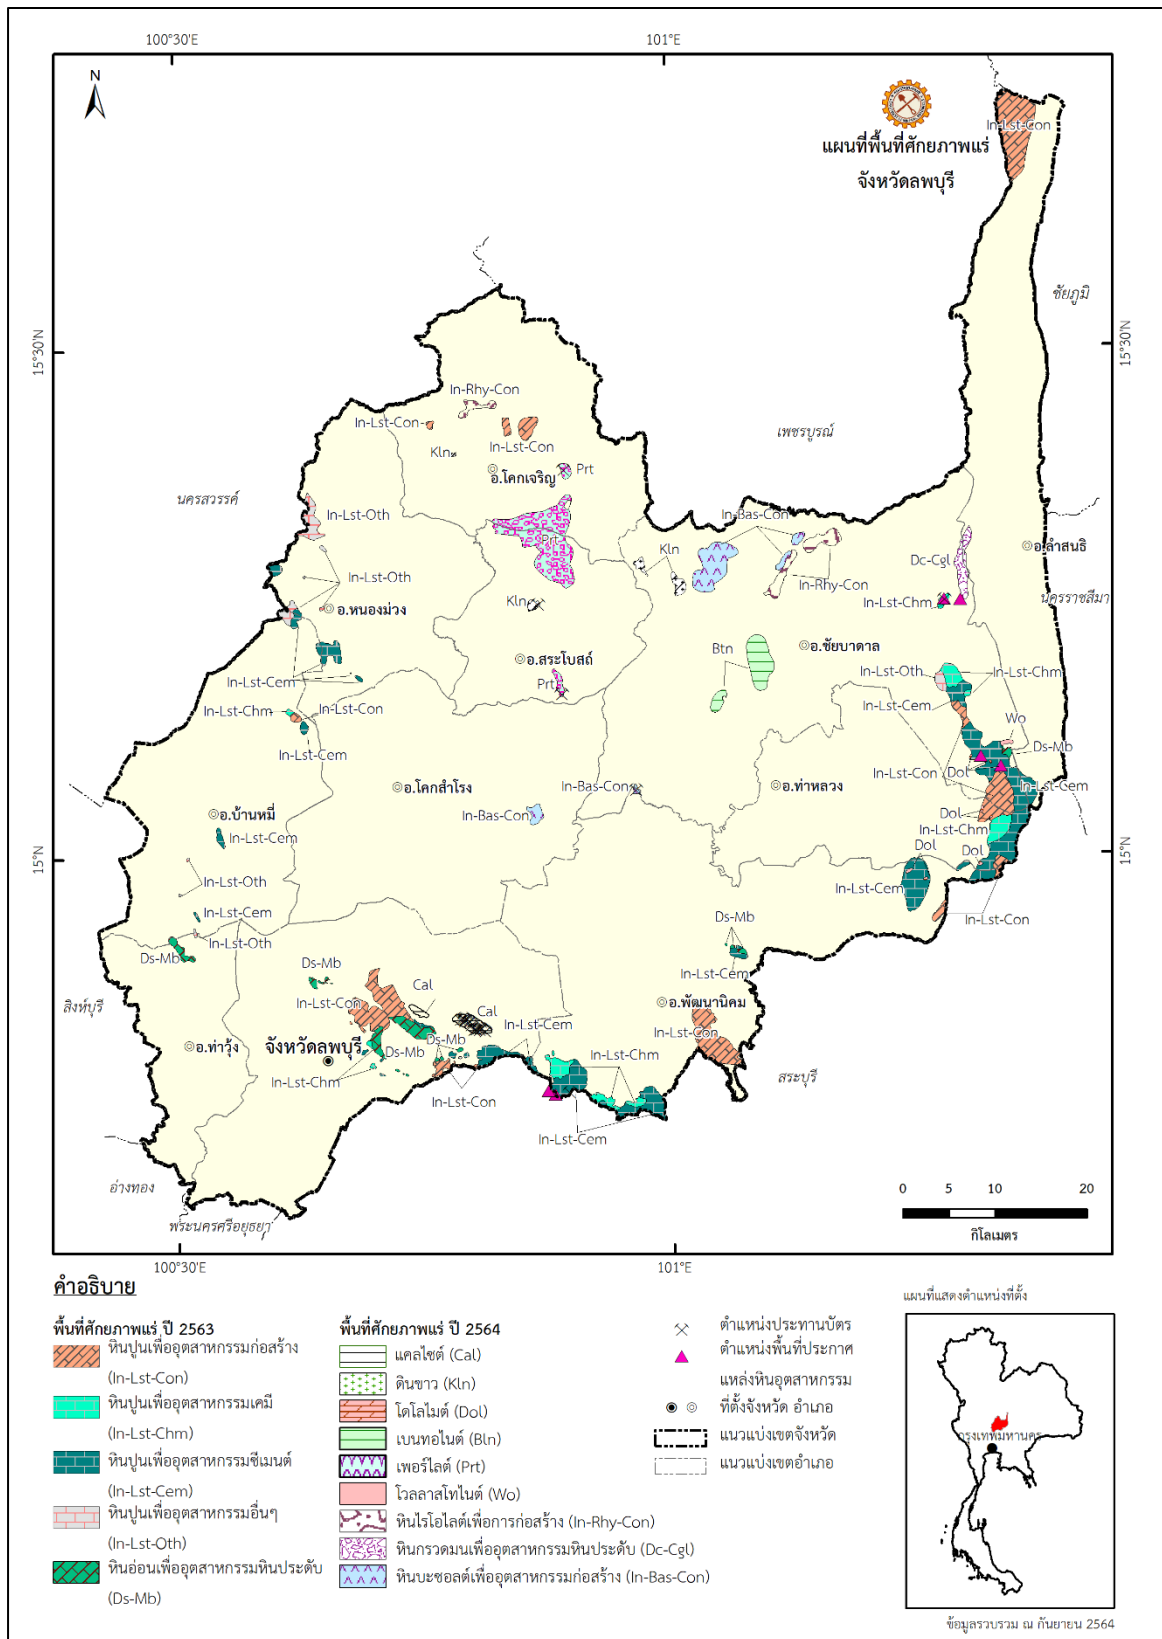 100°30'E
101°E
N
แผนที่พื้นที่ศักยภาพแร่
จังหวัดลพบุรี
In-Lst-Con
ชัยภูมิ
15°30'N
15°30'N
In-Rhy-Con
In-Lst-Con
In-Lst-Con
เพชรบูรณ์
Kln
อ.โคกเจริญ
Prt
นครสวรรค์
In-Lst-Oth
In-Bas-Con
Prt
Kln
อ.ลำสนธิ
Dc-Cgl
In-Lst-Oth
In-Rhy-Con
นครราชสีมา
Kln
In-Lst-Chm
อ.หนองม่วง
Btn
อ.ชัยบาดาล
อ.สระโบสถ์
In-Lst-Oth
In-Lst-Chm
In-Lst-Cem
Prt
In-Lst-Cem
In-Lst-Chm
In-Lst-Con
Wo
In-Lst-Cem
Ds-Mb
In-Lst-Con
Dol
อ.โคกสำโรง
In-Bas-Con
อ.ท่าหลวง
In-Lst-Cem
อ.บ้านหมี่
In-Bas-Con
Dol
In-Lst-Cem
In-Lst-Chm
Dol
Dol
15°N
15°N
In-Lst-Oth
In-Lst-Cem
In-Lst-Cem
Ds-Mb
In-Lst-Con
In-Lst-Oth
Ds-Mb
Ds-Mb
In-Lst-Cem
สิงห์บุรี
In-Lst-Con
Cal
อ.พัฒนานิคม
Cal
In-Lst-Cem
In-Lst-Con
อ.ท่าวุ้ง
จังหวัดลพบุรี
Ds-Mb
Ds-Mb
In-Lst-Chm
สระบุรี
In-Lst-Chm
In-Lst-Con
In-Lst-Cem
อ่างทอง
พระนครศรีอยุธยา
0 5 10 20
กิโลเมตร
100°30'E
101°E
คำอธิบาย
พื้นที่ศักยภาพแร่ ปี 2563
หินปูนเพื่ออุตสาหกรรมก่อสร้าง
(In-Lst-Con)
หินปูนเพื่ออุตสาหกรรมเคมี
(In-Lst-Chm)
หินปูนเพื่ออุตสาหกรรมซีเมนต์
(In-Lst-Cem)
หินปูนเพื่ออุตสาหกรรมอื่นๆ
(In-Lst-Oth)
หินอ่อนเพื่ออุตสาหกรรมหินประดับ
(Ds-Mb)
พื้นที่ศักยภาพแร่ ปี 2564
แคลไซต์ (Cal)
ดินขาว (Kln)
โดโลไมต์ (Dol)
เบนทอไนต์ (Bln)
เพอร์ไลต์ (Prt)
โวลลาสโทไนต์ (Wo)
หินไรโอไลต์เพื่อการก่อสร้าง (In-Rhy-Con)
หินกรวดมนเพื่ออุตสาหกรรมหินประดับ (Dc-Cgl)
หินบะซอลต์เพื่ออุตสาหกรรมก่อสร้าง (In-Bas-Con)
ตำแหน่งประทานบัตร
ตำแหน่งพื้นที่ประกาศ
แหล่งหินอุตสาหกรรม
ที่ตั้งจังหวัด อำเภอ
แนวแบ่งเขตจังหวัด
แนวแบ่งเขตอำเภอ
แผนที่แสดงตำแหน่งที่ตั้ง
กรุงเทพมหานคร
ข้อมูลรวบรวม ณ กันยายน 2564